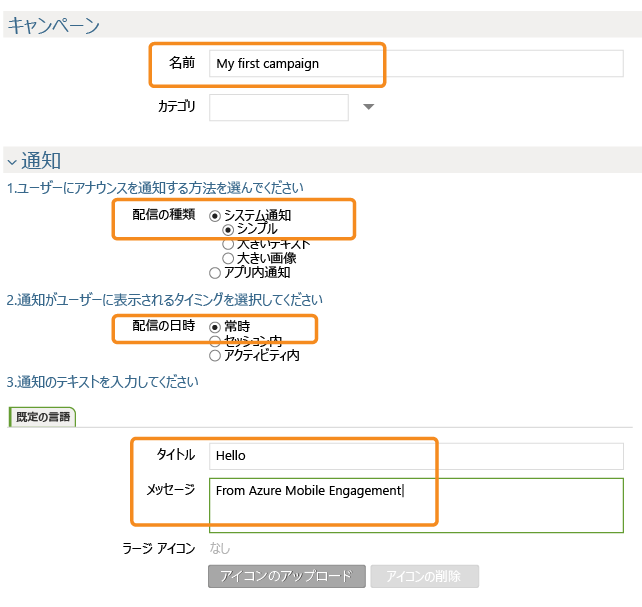 キャンペーン
名前 My first campaign
カテゴリ
通知
1.ユーザーにアナウンスを通知する方法を選んでください
配信の種類 システム通知
シンプル
大きいテキスト
大きい画像
アプリ内通知
2.通知がユーザーに表示されるタイミングを選択してください
配信の日時 常時
セッション内
アクティビティ内
3.通知のテキストを入力してください
既定の言語
タイトル Hello
メッセージ From Azure Mobile Engagement
ラージ アイコン なし
アイコンのアップロード アイコンの削除